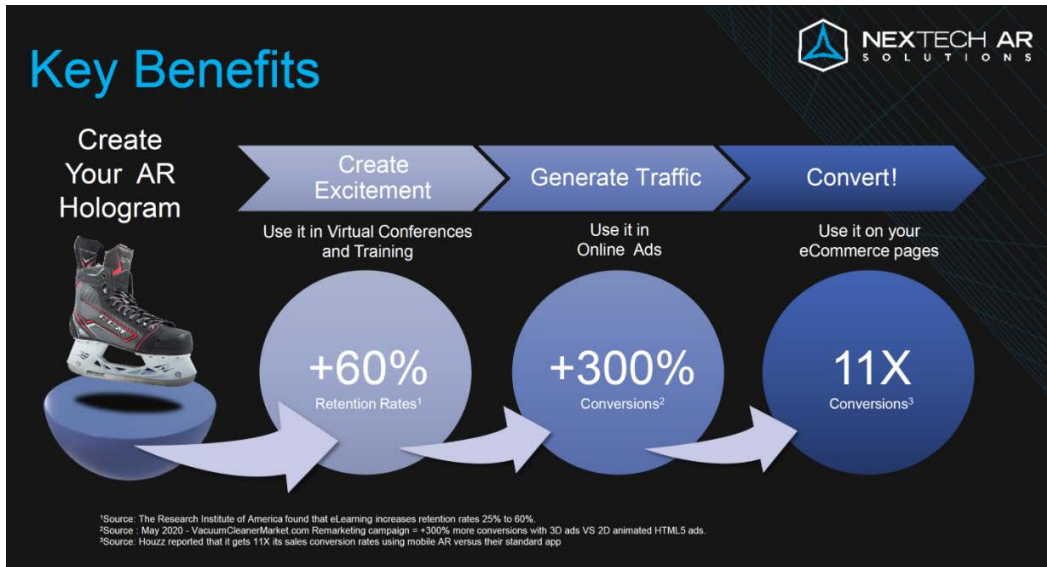 Key Benefits
NEXTECH AR
SOLUTIONS
Create
Your AR
Hologram
Create
Excitement
Generate Traffic
Convert!
Use it in Virtual Conferences
and Training
Use it in
Online Ads
Use it on your
eCommerce pages
CCM
+60%
Retention Rates¹
+300%
Conversions²
11X
Conversions³
¹Source: The Research Institute of America found that eLearning increases retention rates 25% to 60%.
²Source : May 2020 - VacuumCleanerMarket.com Remarketing campaign = +300% more conversions with 3D ads VS 2D animated HTML5 ads.
³Source: Houzz reported that it gets 11X its sales conversion rates using mobile AR versus their standard app